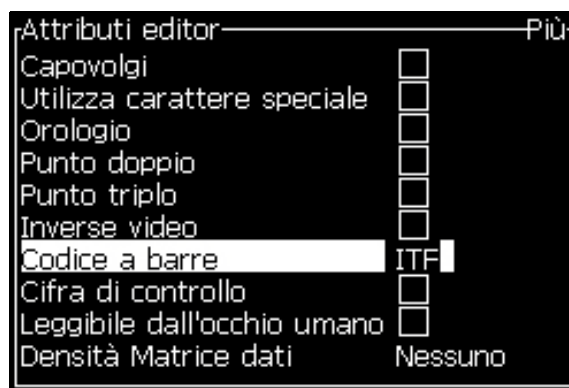 Attributi editor Più
Capovolgi
Utilizza carattere speciale
Orologio
Punto doppio
Punto triplo
Inverse video
Codice a barre ITF
Cifra di controllo
Leggibile dall'occhio umano
Densità Matrice dati Nessuno